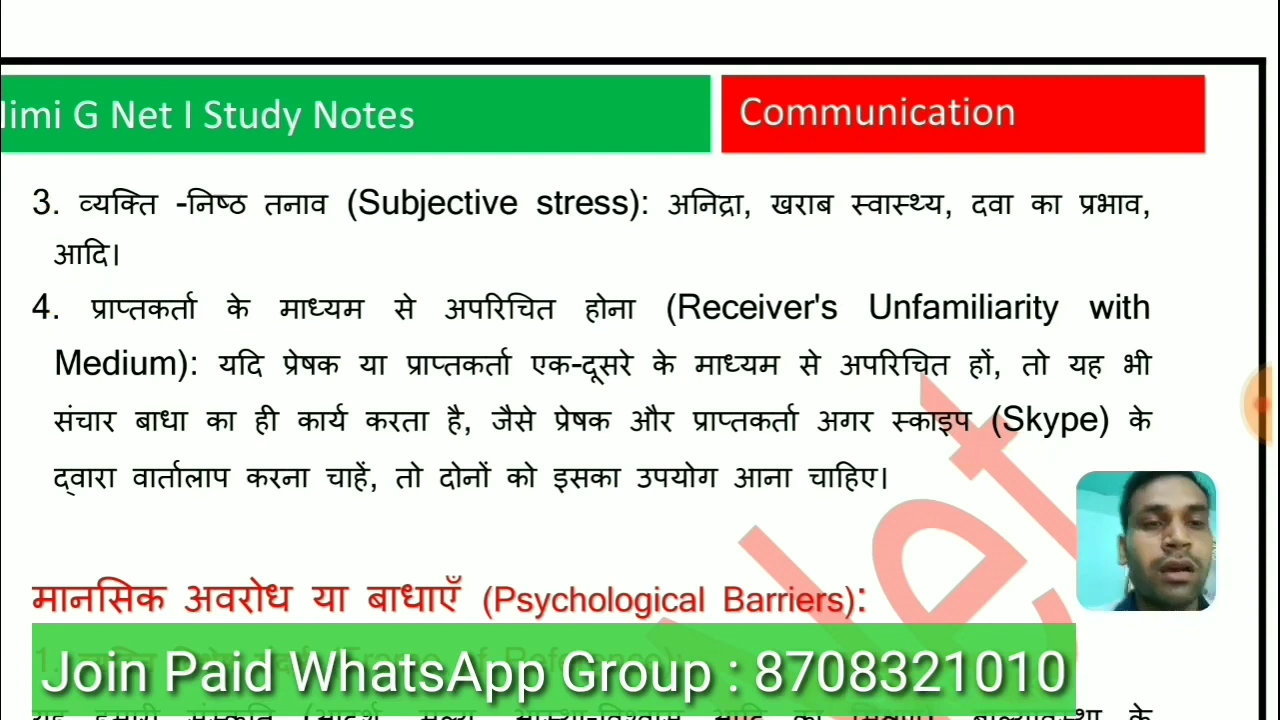 imi G Net I Study Notes
Communication
3. व्यक्ति -निष्ठ तनाव (Subjective stress): अनिद्रा, खराब स्वास्थ्य, दवा का प्रभाव,
आदि।
4. प्राप्तकर्ता के माध्यम से अपरिचित होना (Receiver's Unfamiliarity with
Medium): यदि प्रेषक या प्राप्तकर्ता एक-दूसरे के माध्यम से अपरिचित हों, तो यह भी
संचार बाधा का ही कार्य करता है, जैसे प्रेषक और प्राप्तकर्ता अगर स्काइप (Skype) के
द्वारा वार्तालाप करना चाहें, तो दोनों को इसका उपयोग आना चाहिए।
Net
मानसिक अवरोध या बाधाएँ (Psychological Barriers):
Join Paid WhatsApp Group : 8708321010